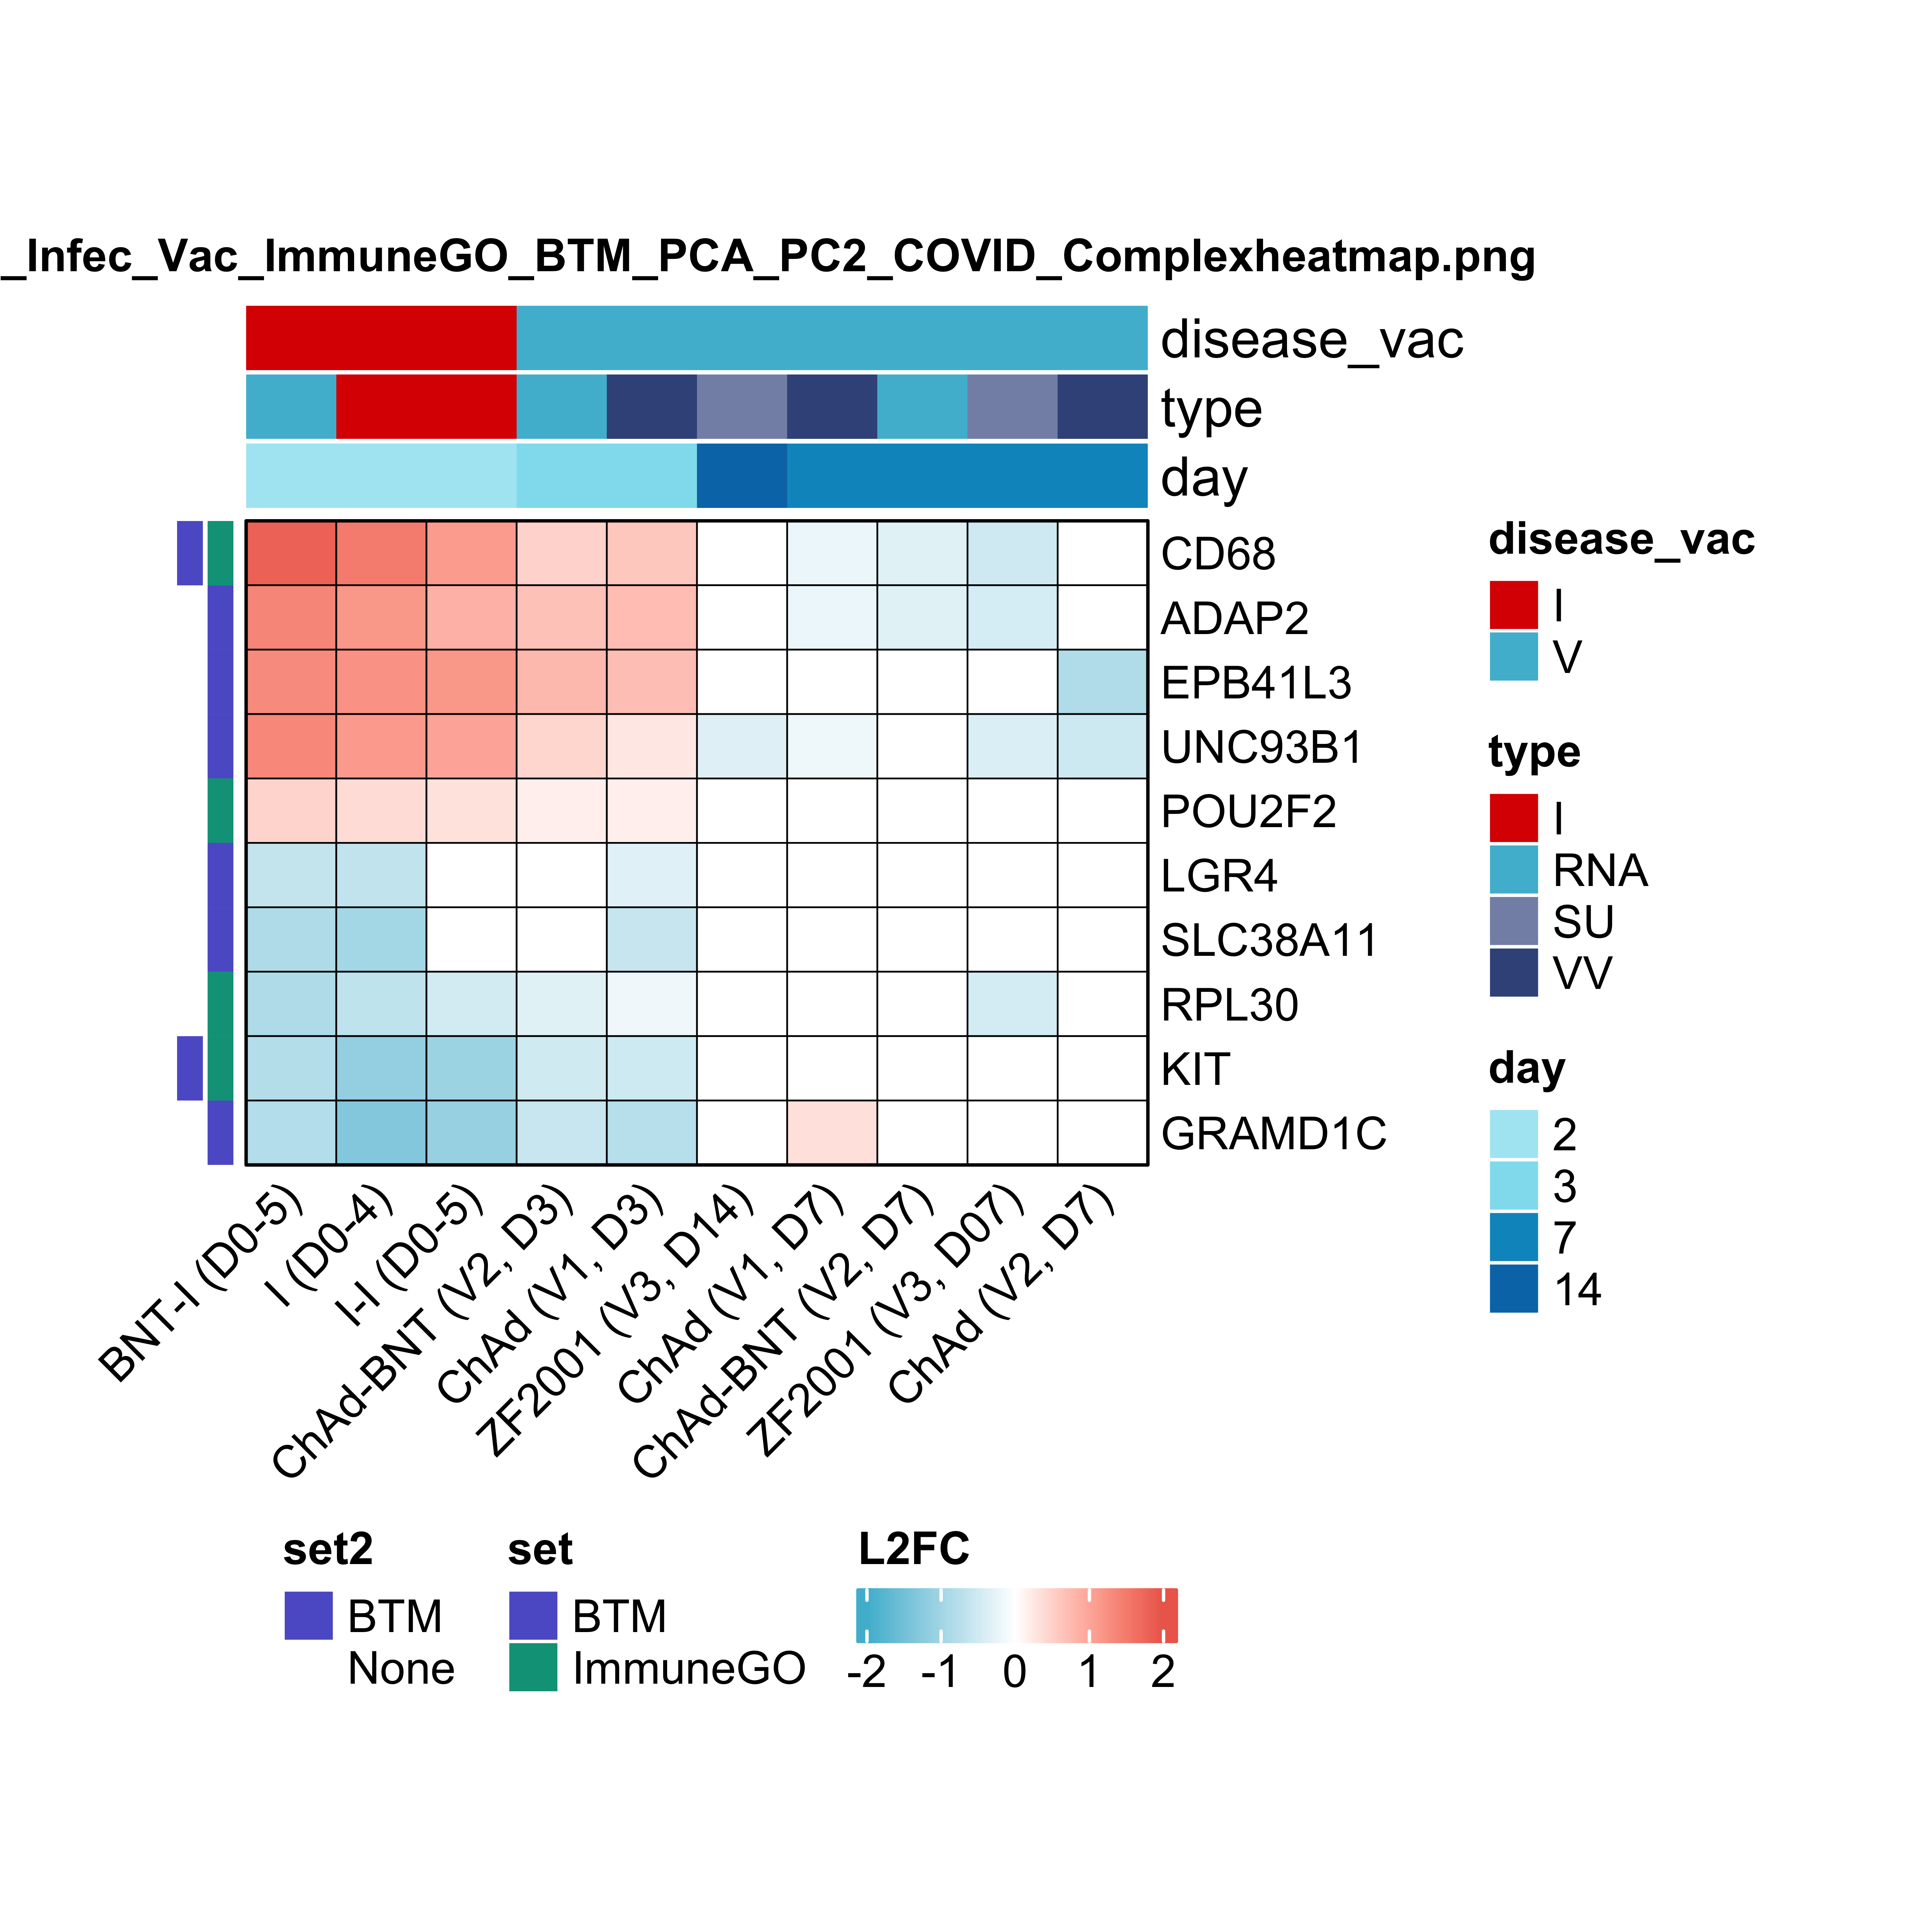 _Infec_Vac_ImmuneGO_BTM_PCA_PC2_COVID_Complexheatmap.png
disease_vac
type
day
CD68
ADAP2
EPB41L3
UNC93B1
POU2F2
LGR4
SLC38A11
RPL30
KIT
GRAMD1C
BNT-I (D0-5)
I (D0-4)
I-I (D0-5)
ChAd-BNT (V2, D3)
ChAd (V1, D3)
ZF2001 (V3, D14)
ChAd (V1, D7)
ChAd-BNT (V2, D7)
ZF2001 (V3, D07)
ChAd (V2, D7)
disease_vac
I
V
type
I
RNA
SU
VV
day
2
3
7
14
set2
BTM
None
set
BTM
ImmuneGO
L2FC
-2 -1 0 1 2